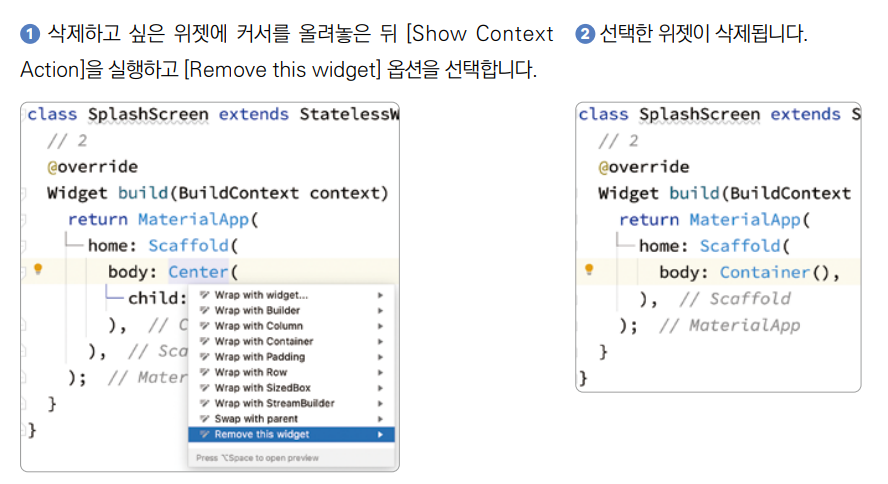 ❶ 삭제하고 싶은 위젯에 커서를 올려놓은 뒤 [Show Context
Action]을 실행하고 [Remove this widget] 옵션을 선택합니다.
class SplashScreen extends StatelessW
// 2
@override
Widget build(BuildContext context)
return MaterialApp(
home: Scaffold(
body: Center(
child:
Wrap with widget...
Wrap with Builder
Wrap with Column
Wrap with Container
Wrap with Padding
Wrap with Row
Wrap with SizedBox
Wrap with StreamBuilder
Swap with parent
Remove this widget
Press ⌥Space to open preview
), // C
), // Sca
); // Mater
}
}
❷ 선택한 위젯이 삭제됩니다.
class SplashScreen extends S
// 2
@override
Widget build(BuildContext
return MaterialApp(
home: Scaffold(
body: Container(),
), // Scaffold
); // MaterialApp
}
}